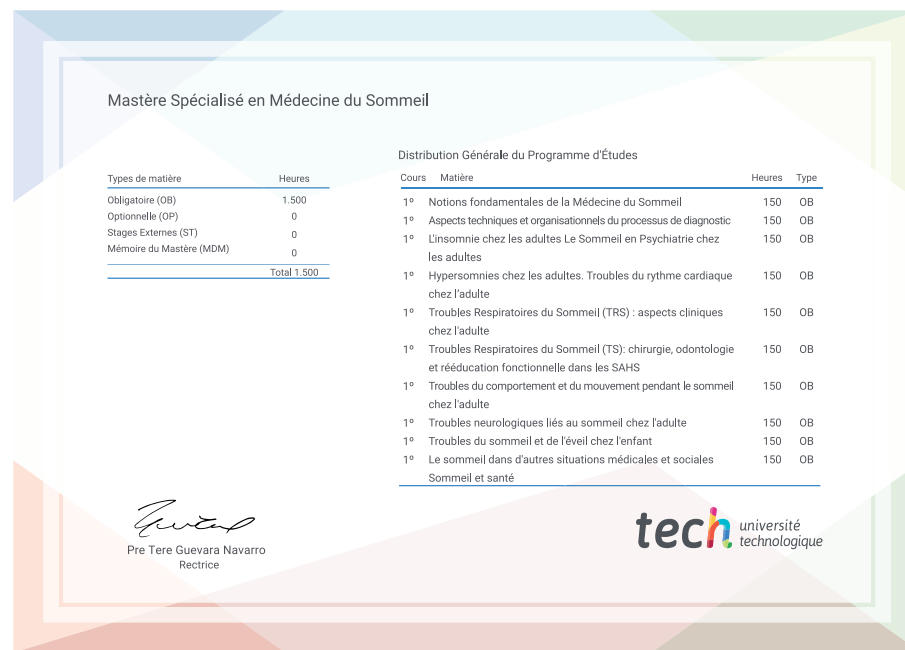 Mastère Spécialisé en Médecine du Sommeil
Types de matière Heures
Obligatoire (OB) 1.500
Optionnelle (OP) 0
Stages Externes (ST) 0
Mémoire du Mastère (MDM) 0
Total 1.500
Distribution Générale du Programme d'Études
Cours Matière Heures Type
1º Notions fondamentales de la Médecine du Sommeil 150 OB
1º Aspects techniques et organisationnels du processus de diagnostic 150 OB
1º L'insomnie chez les adultes Le Sommeil en Psychiatrie chez 150 OB
les adultes
1º Hypersomnies chez les adultes. Troubles du rythme cardiaque 150 OB
chez l'adulte
1º Troubles Respiratoires du Sommeil (TRS) : aspects cliniques 150 OB
chez l'adulte
1º Troubles Respiratoires du Sommeil (TS): chirurgie, odontologie 150 OB
et rééducation fonctionnelle dans les SAHS
1º Troubles du comportement et du mouvement pendant le sommeil 150 OB
chez l'adulte
1º Troubles neurologiques liés au sommeil chez l'adulte 150 OB
1º Troubles du sommeil et de l'éveil chez l'enfant 150 OB
1º Le sommeil dans d'autres situations médicales et sociales 150 OB
Sommeil et santé
Pre Tere Guevara Navarro
Rectrice
tech université
technologique